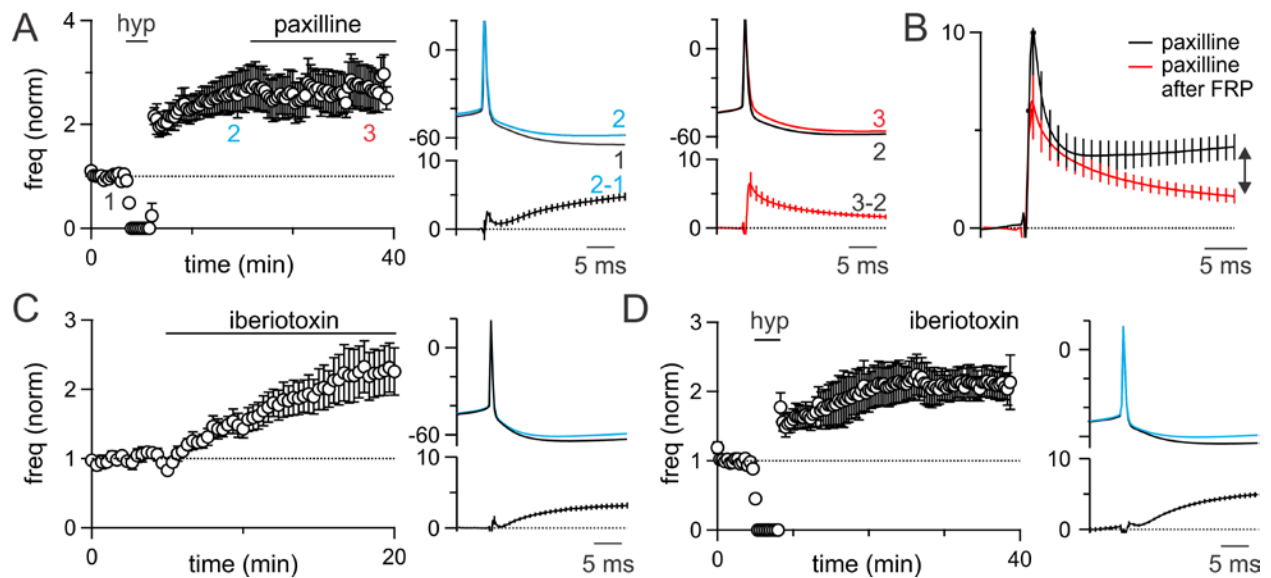 A
hyp
paxilline
4
2
0
freq (norm)
1
2
3
0
40
time (min)
0
-60
2
1
10
2-1
0
5 ms
0
-60
3
2
10
3-2
0
5 ms
B
10
0
paxilline
paxilline
after FRP
5 ms
C
iberiotoxin
3
2
1
0
freq (norm)
0
20
time (min)
0
-60
10
0
5 ms
D
hyp
iberiotoxin
3
2
1
0
freq (norm)
0
40
time (min)
10
0
5 ms